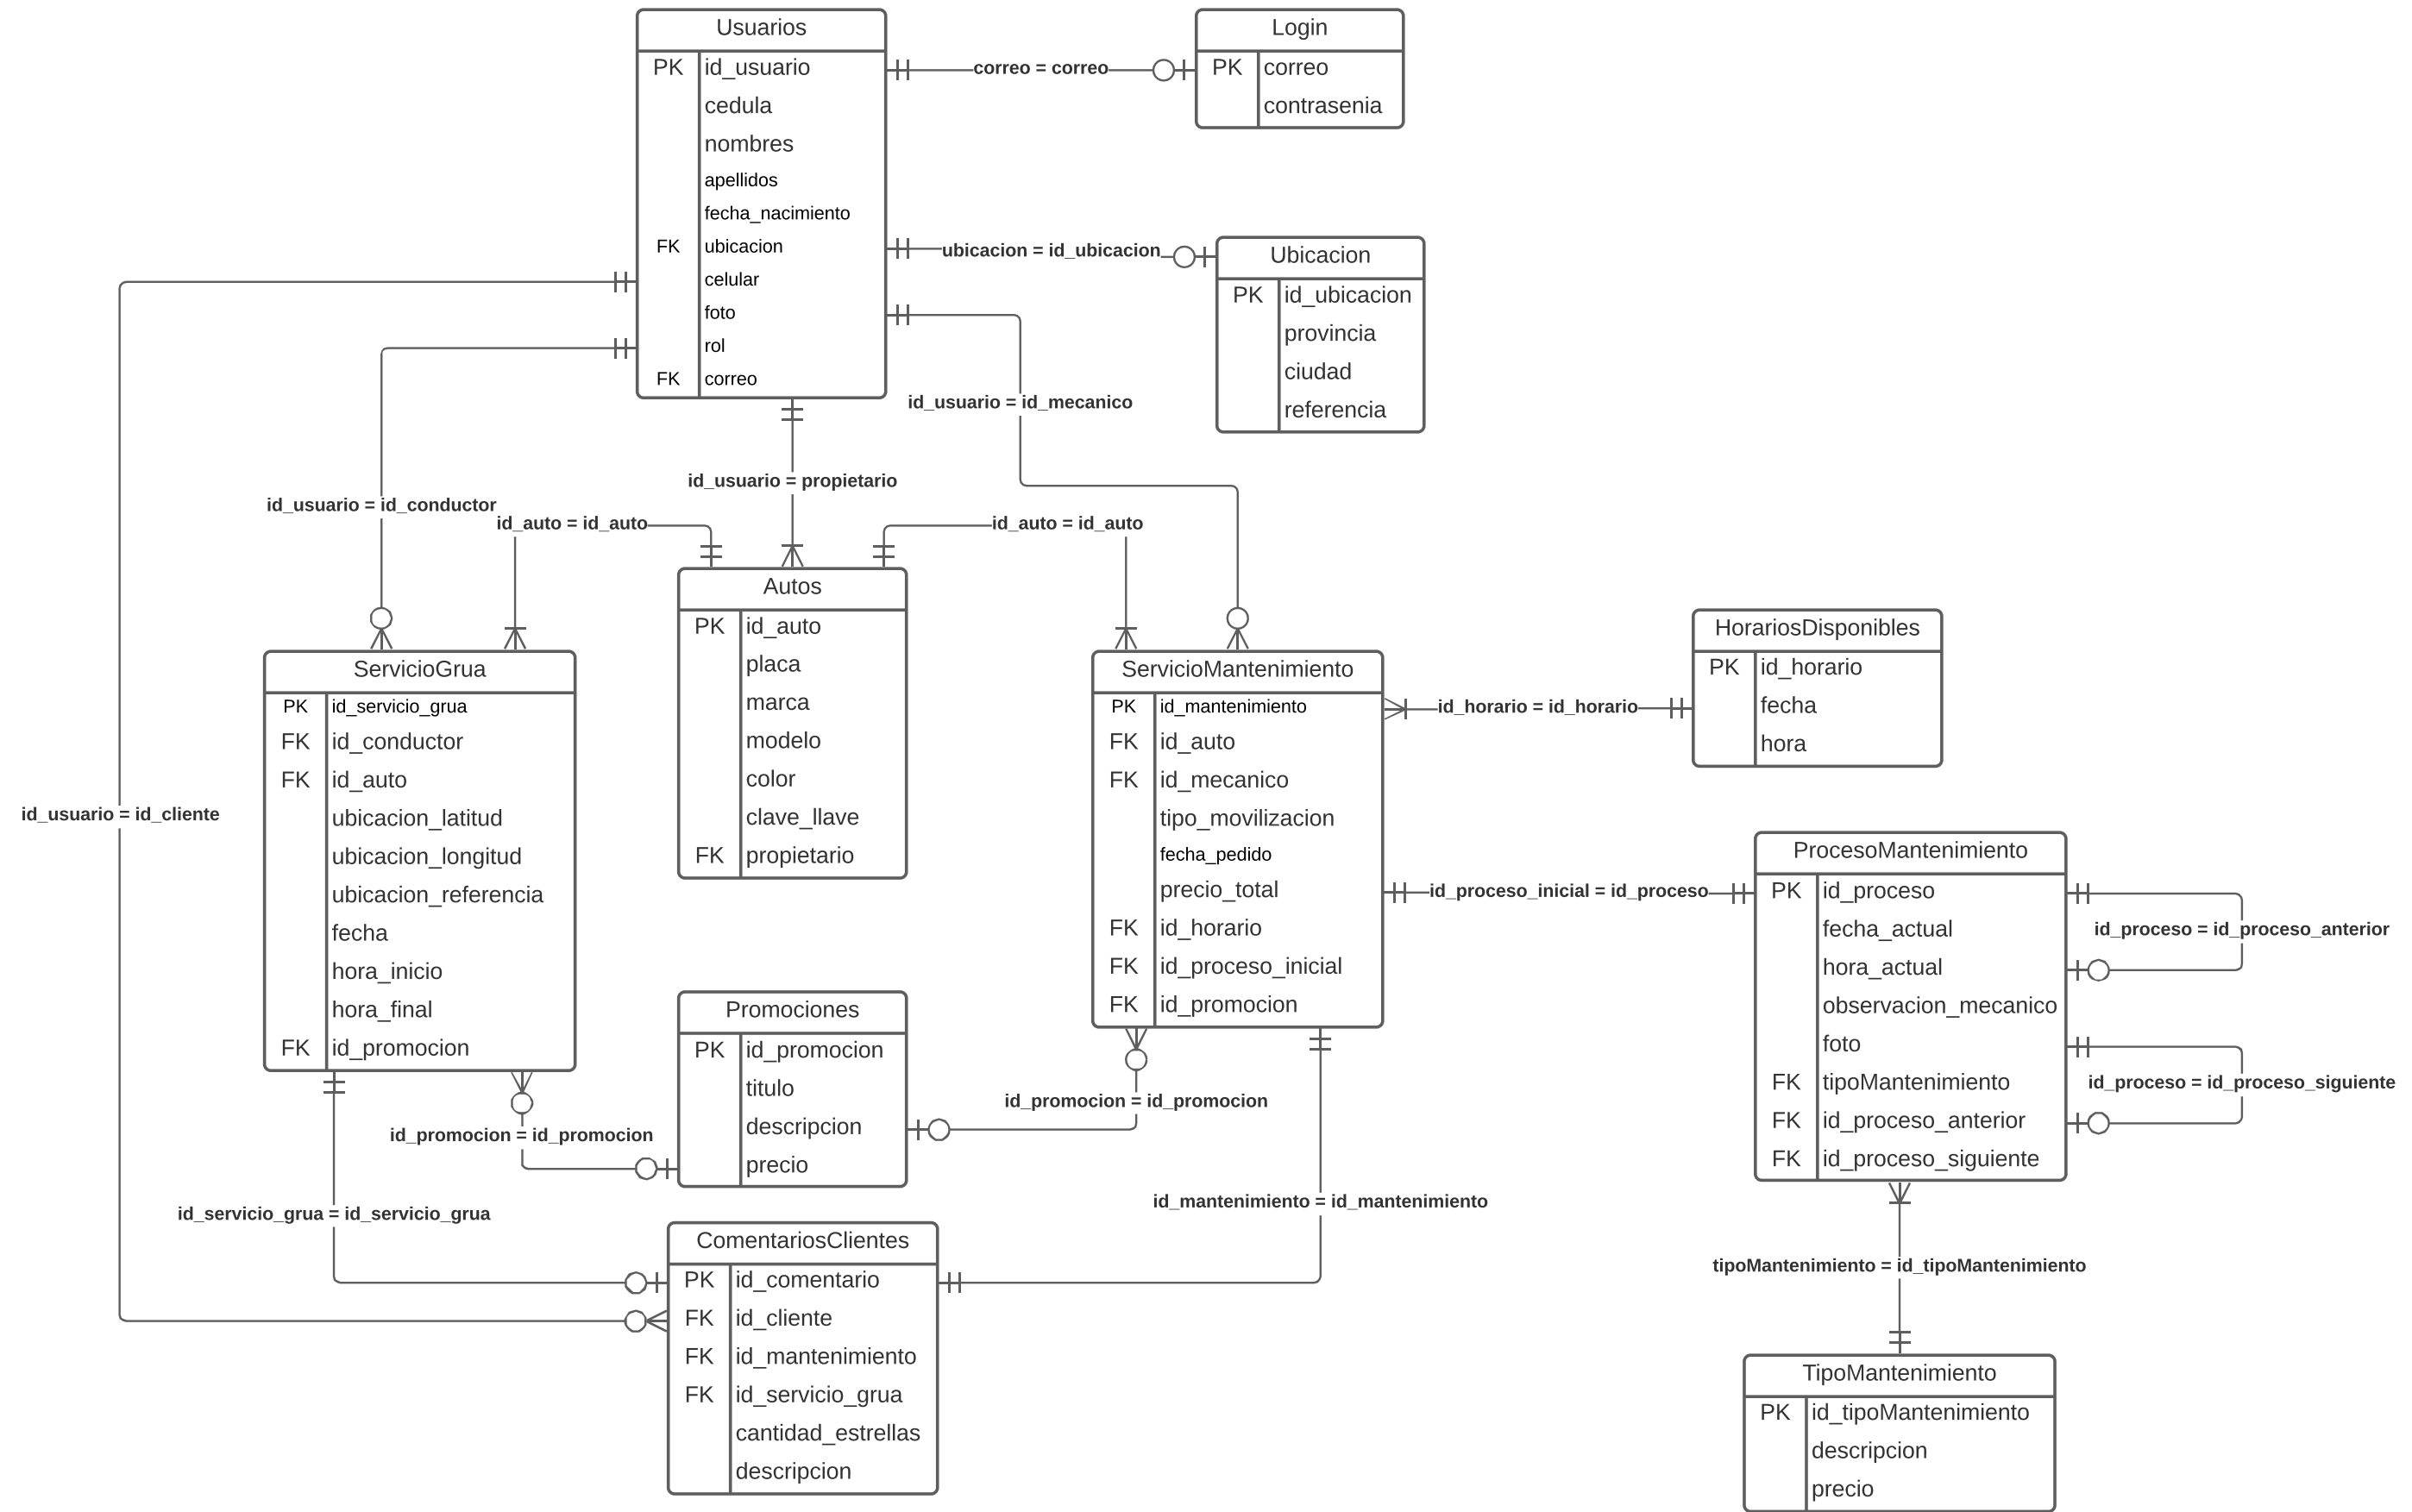 Usuarios
PK id_usuario
cedula
nombres
apellidos
fecha_nacimiento
FK ubicacion
celular
foto
rol
FK correo
correo = correo
Login
PK correo
contrasenia
ubicacion = id_ubicacion
Ubicacion
PK id_ubicacion
provincia
ciudad
referencia
id_usuario = id_mecanico
id_usuario = propietario
id_usuario = id_conductor
id_auto = id_auto
id_auto = id_auto
id_usuario = id_cliente
ServicioGrua
PK id_servicio_grua
FK id_conductor
FK id_auto
ubicacion_latitud
ubicacion_longitud
ubicacion_referencia
fecha
hora_inicio
hora_final
FK id_promocion
Autos
PK id_auto
placa
marca
modelo
color
clave_llave
FK propietario
ServicioMantenimiento
PK id_mantenimiento
FK id_auto
FK id_mecanico
tipo_movilizacion
fecha_pedido
precio_total
FK id_horario
FK id_proceso_inicial
FK id_promocion
id_horario = id_horario
HorariosDisponibles
PK id_horario
fecha
hora
id_proceso_inicial = id_proceso
ProcesoMantenimiento
PK id_proceso
fecha_actual
hora_actual
observacion_mecanico
foto
FK tipoMantenimiento
FK id_proceso_anterior
FK id_proceso_siguiente
id_proceso = id_proceso_anterior
id_proceso = id_proceso_siguiente
Promociones
PK id_promocion
titulo
descripcion
precio
id_promocion = id_promocion
id_promocion = id_promocion
id_servicio_grua = id_servicio_grua
id_mantenimiento = id_mantenimiento
ComentariosClientes
PK id_comentario
FK id_cliente
FK id_mantenimiento
FK id_servicio_grua
cantidad_estrellas
descripcion
tipoMantenimiento = id_tipoMantenimiento
TipoMantenimiento
PK id_tipoMantenimiento
descripcion
precio